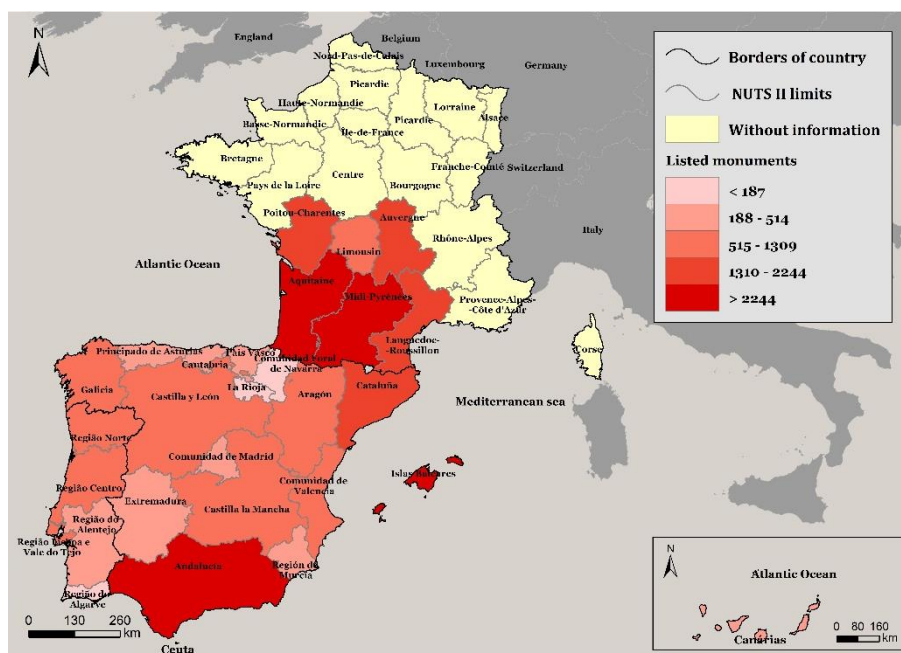 N
England
Belgium
Nord-Pas-de-Calais
Luxembourg
Germany
Picardie
Haute-Normandie
Lorraine
Basse-Normandie
Picardie
Alsace
Île-de-France
Bretagne
Franche-Comté
Switzerland
Centre
Pays de la Loire
Bourgogne
Poitou-Charentes
Auvergne
Rhône-Alpes
Italy
Limousin
Atlantic Ocean
Aquitaine
Midi-Pyrénées
Provence-Alpes-
-Côte d'Azur
Languedoc-
-Roussillon
Corse
Principado de Asturias
País Vasco
Cantabria
Comunidad Foral
de Navarra
La Rioja
Galicia
Castilla y León
Aragón
Cataluña
Mediterranean sea
Região Norte
Comunidad de Madrid
Islas Baleares
Região Centro
Comunidad de
Valencia
Extremadura
Castilla la Mancha
Região do
Alentejo
Região Lisboa e
Vale do Tejo
Andalucía
Región de
Murcia
Região do
Algarve
0 130 260
km
Ceuta
Borders of country
NUTS II limits
Without information
Listed monuments
< 187
188 - 514
515 - 1309
1310 - 2244
> 2244
N
Atlantic Ocean
Canarias
0 80 160
km